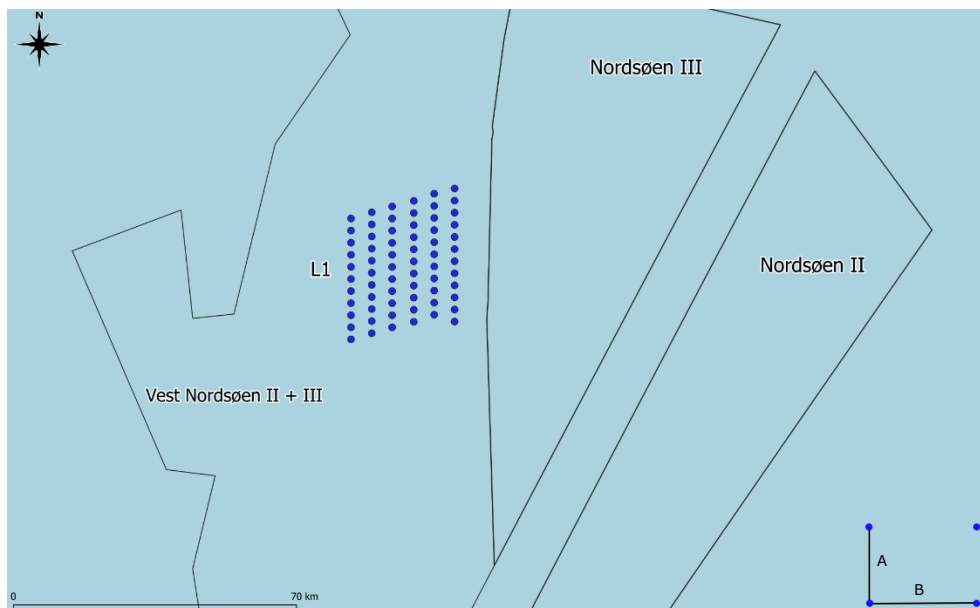 N
Nordsøen III
L1
Nordsøen II
Vest Nordsøen II + III
A
B
0
70 km